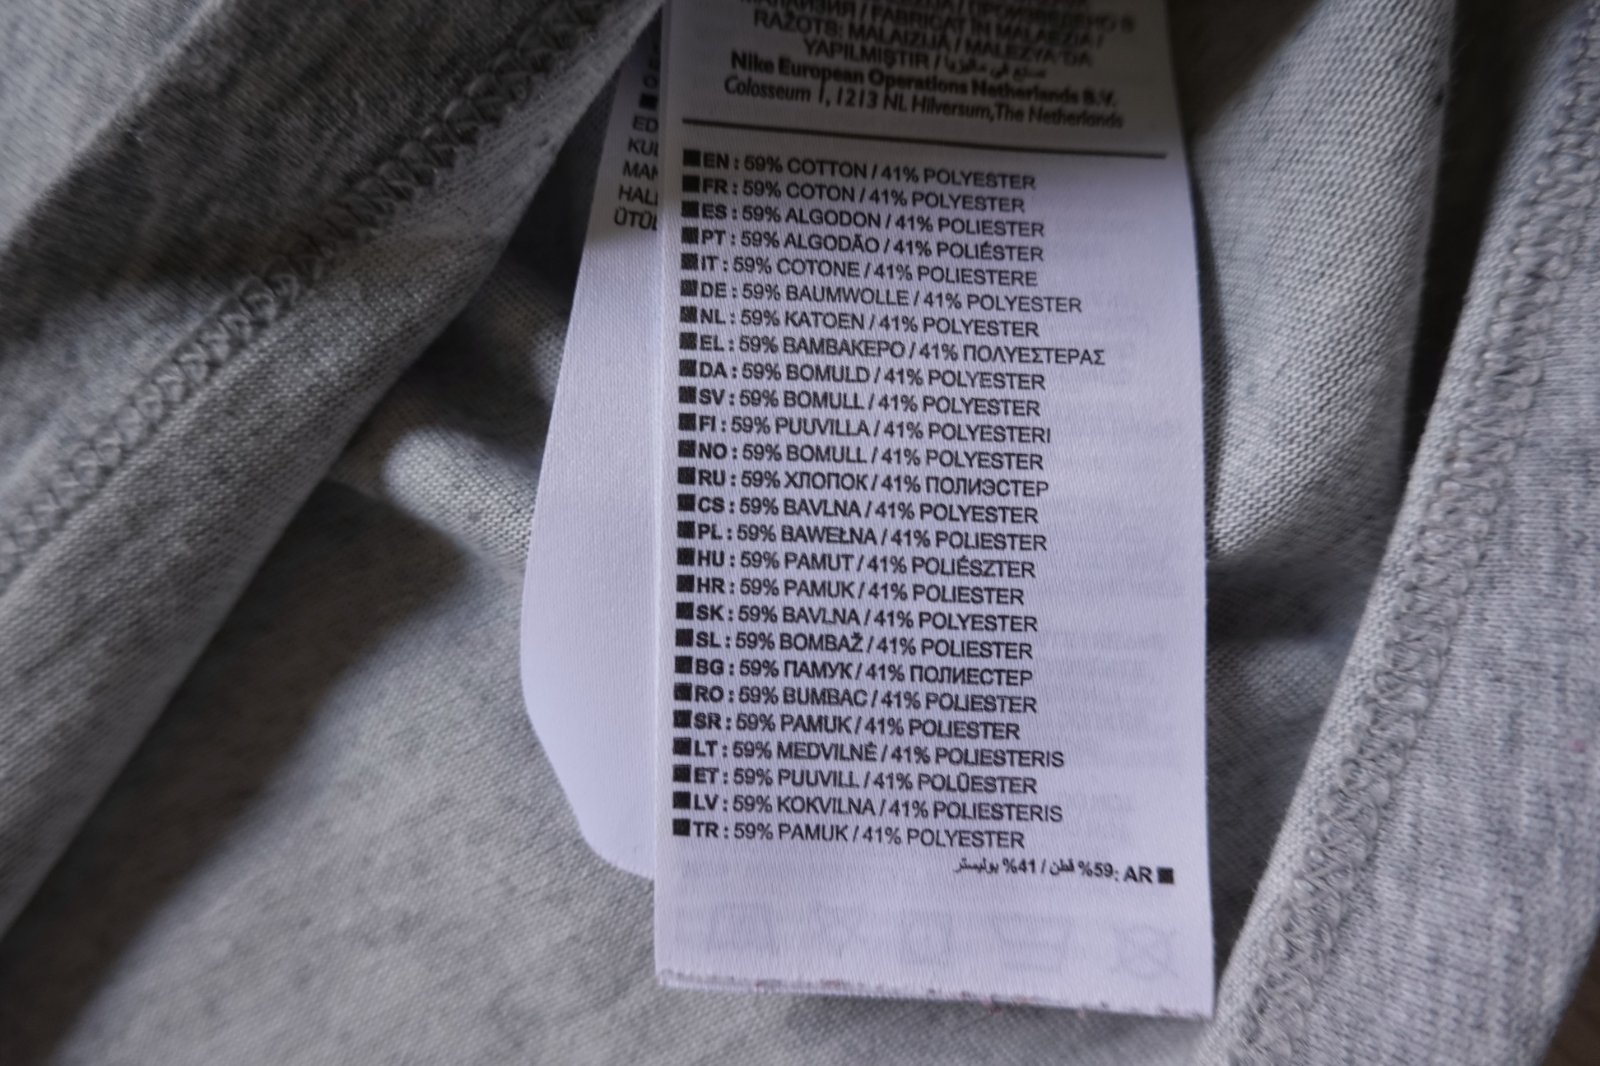 МАЛАЙЗИЯ / FABRICAT ÎN MALAEZIA /
RAŽOTS: MALAIZIJĀ / MALEZYA'DA
YAPILMIŞTIR / صنع في ماليزيا
Nike European Operations Netherlands B.V.
Colosseum 1, 1213 NL Hilversum, The Netherlands
EN : 59% COTTON / 41% POLYESTER
FR : 59% COTON / 41% POLYESTER
ES : 59% ALGODON / 41% POLIESTER
PT : 59% ALGODÃO / 41% POLIÉSTER
IT : 59% COTONE / 41% POLIESTERE
DE : 59% BAUMWOLLE / 41% POLYESTER
NL : 59% KATOEN / 41% POLYESTER
EL : 59% ΒΑΜΒΑΚΕΡΟ / 41% ΠΟΛΥΕΣΤΕΡΑΣ
DA : 59% BOMULD / 41% POLYESTER
SV : 59% BOMULL / 41% POLYESTER
FI : 59% PUUVILLA / 41% POLYESTERI
NO : 59% BOMULL / 41% POLYESTER
RU : 59% ХЛОПОК / 41% ПОЛИЭСТЕР
CS : 59% BAVLNA / 41% POLYESTER
PL : 59% BAWEŁNA / 41% POLIESTER
HU : 59% PAMUT / 41% POLIÉSZTER
HR : 59% PAMUK / 41% POLIESTER
SK : 59% BAVLNA / 41% POLYESTER
SL : 59% BOMBAŽ / 41% POLIESTER
BG : 59% ПАМУК / 41% ПОЛИЕСТЕР
RO : 59% BUMBAC / 41% POLIESTER
SR : 59% PAMUK / 41% POLIESTER
LT : 59% MEDVILNĖ / 41% POLIESTERIS
ET : 59% PUUVILL / 41% POLÜESTER
LV : 59% KOKVILNA / 41% POLIESTERIS
TR : 59% PAMUK / 41% POLYESTER
AR :59% قطن / 41% بوليستر